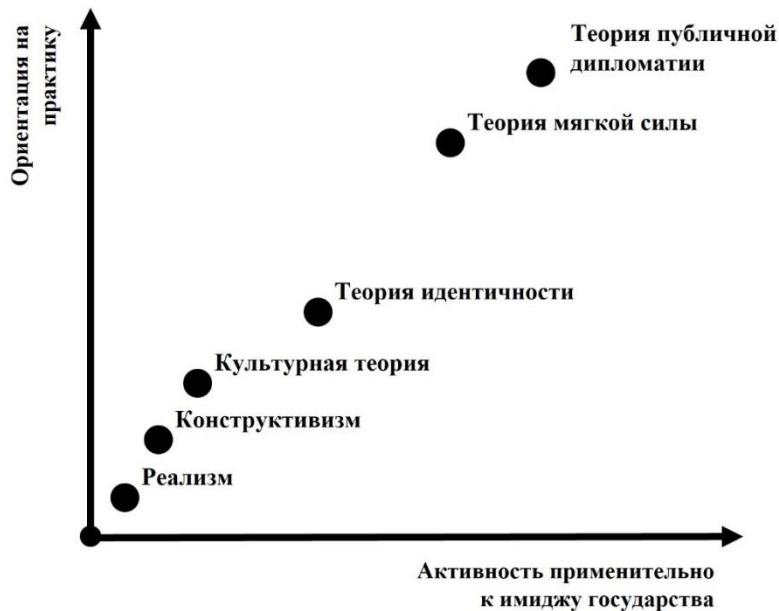 Ориентация на
практику
Теория публичной
дипломатии
Теория мягкой силы
Теория идентичности
Культурная теория
Конструктивизм
Реализм
Активность применительно
к имиджу государства